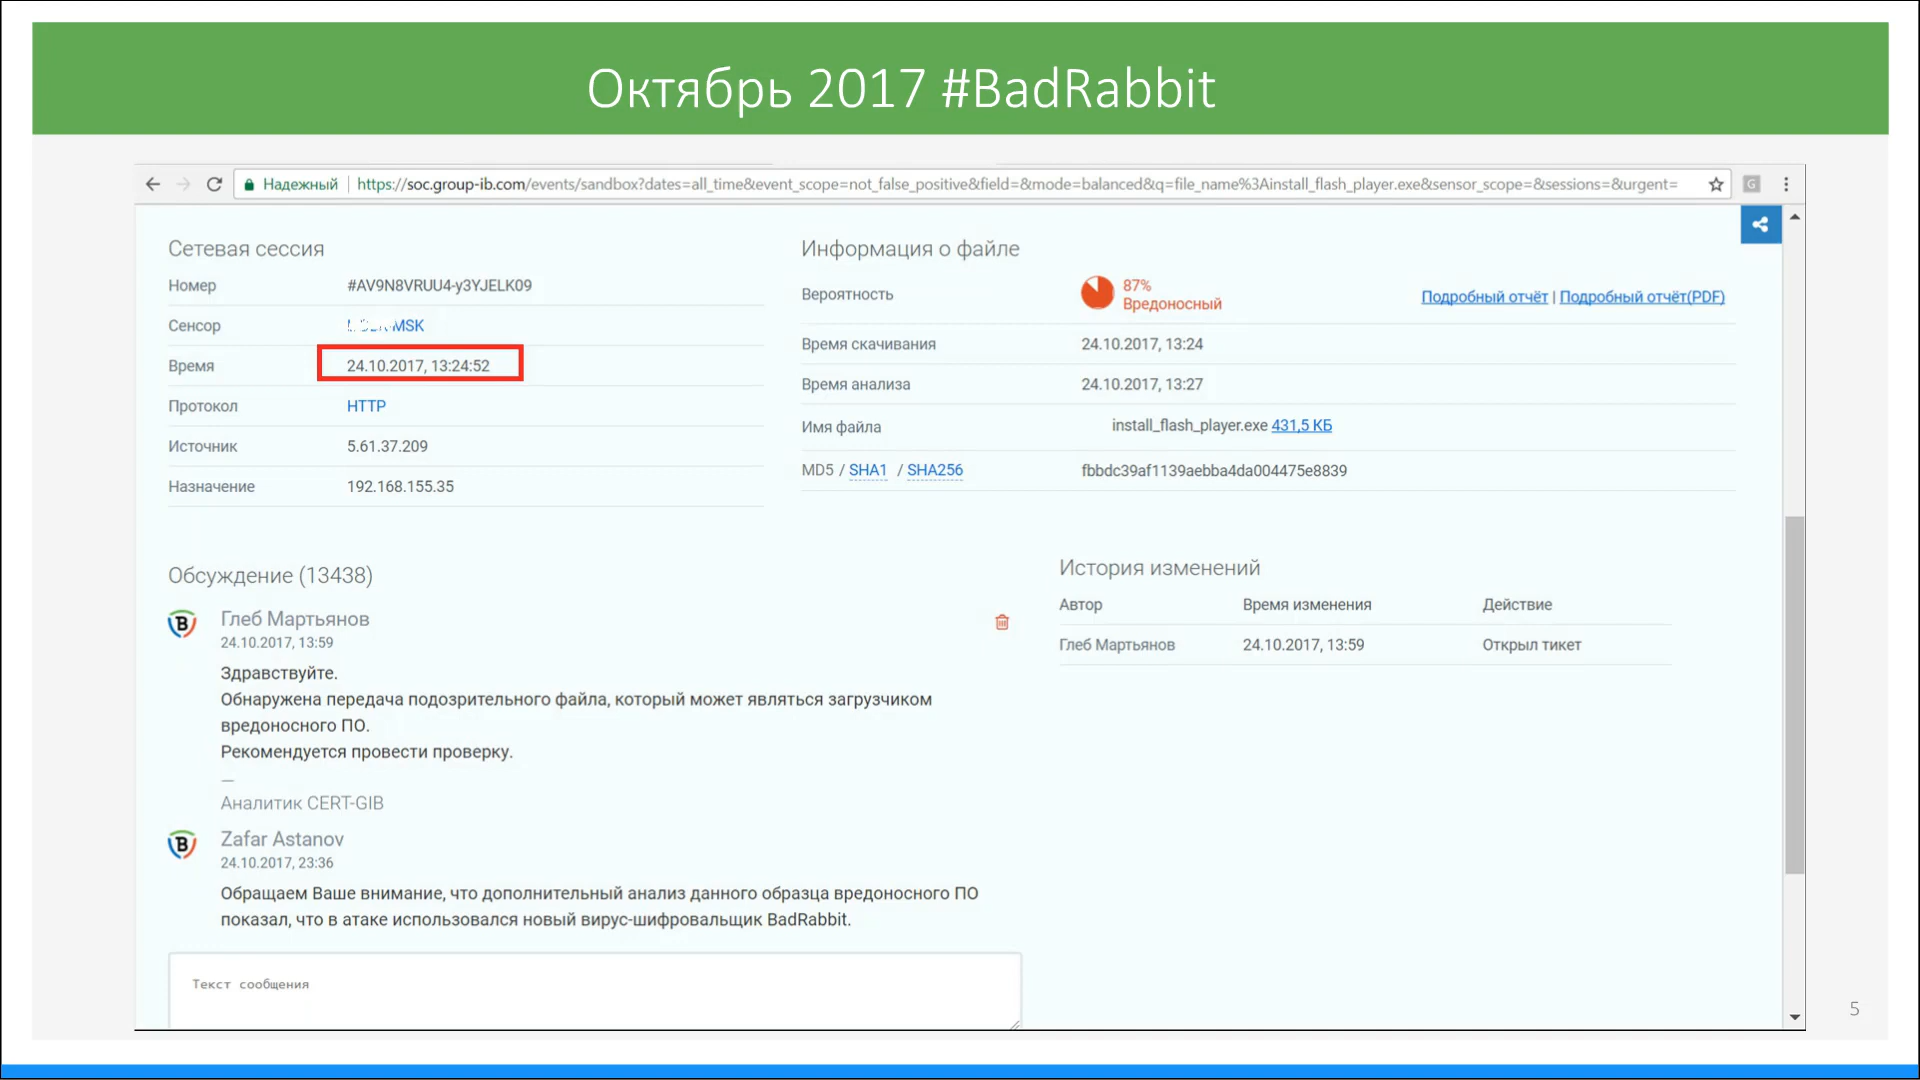 Октябрь 2017 #BadRabbit
Надежный https://soc.group-ib.com/events/sandbox?dates=all_time&event_scope=not_false_positive&field=&mode=balanced&q=file_name%3Ainstall_flash_player.exe&sensor_scope=&sessions=&urgent=
Сетевая сессия
Номер #AV9N8VRUU4-y3YJELK09
Сенсор MSK
Время 24.10.2017, 13:24:52
Протокол HTTP
Источник 5.61.37.209
Назначение 192.168.155.35
Информация о файле
Вероятность 87% Вредоносный Подробный отчёт | Подробный отчёт(PDF)
Время скачивания 24.10.2017, 13:24
Время анализа 24.10.2017, 13:27
Имя файла install_flash_player.exe 431,5 КБ
MD5 / SHA1 / SHA256 fbbdc39af1139aebba4da004475e8839
Обсуждение (13438)
Глеб Мартьянов
24.10.2017, 13:59
Здравствуйте.
Обнаружена передача подозрительного файла, который может являться загрузчиком
вредоносного ПО.
Рекомендуется провести проверку.
—
Аналитик CERT-GIB
Zafar Astanov
24.10.2017, 23:36
Обращаем Ваше внимание, что дополнительный анализ данного образца вредоносного ПО
показал, что в атаке использовался новый вирус-шифровальщик BadRabbit.
Текст сообщения
История изменений
Автор Время изменения Действие
Глеб Мартьянов 24.10.2017, 13:59 Открыл тикет
5